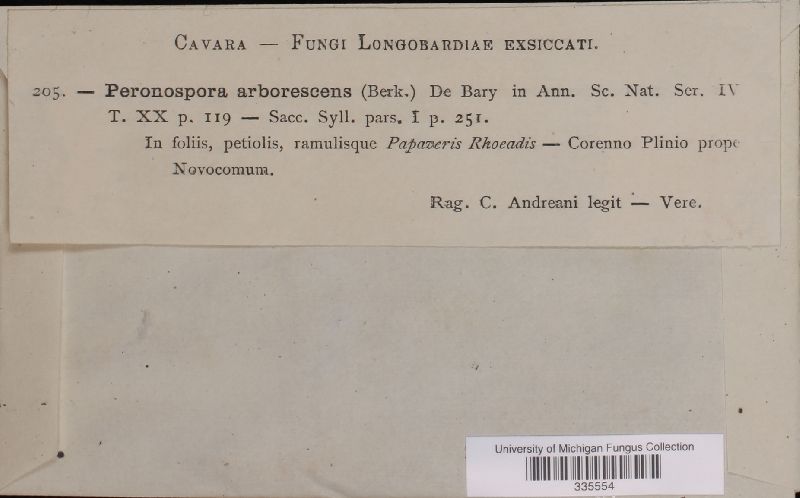 Cavara — Fungi Longobardiae exsiccati.
205. — Peronospora arborescens (Berk.) De Bary in Ann. Sc. Nat. Ser. IV
T. XX p. 119 — Sacc. Syll. pars. I p. 251.
In foliis, petiolis, ramulisque Papaveris Rhoeadis — Corenno Plinio prope
Novocomum.
Rag. C. Andreani legit — Vere.
University of Michigan Fungus Collection
335554